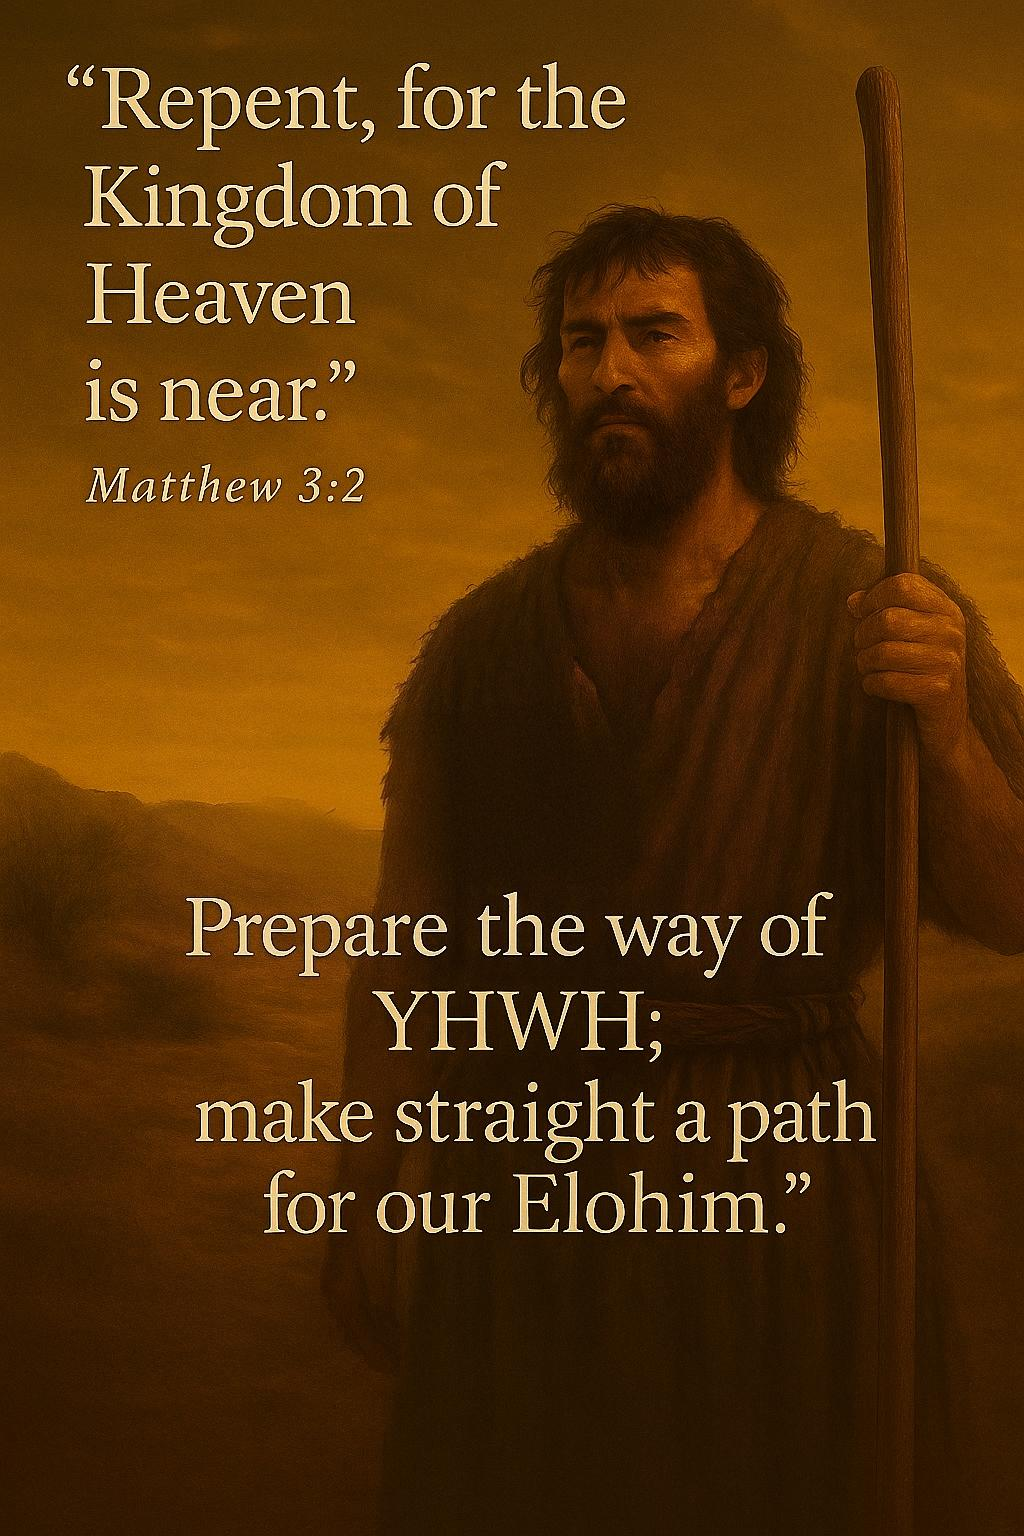 “Repent, for the
Kingdom of
Heaven
is near.”
Matthew 3:2
Prepare the way of
YHWH;
make straight a path
for our Elohim.”